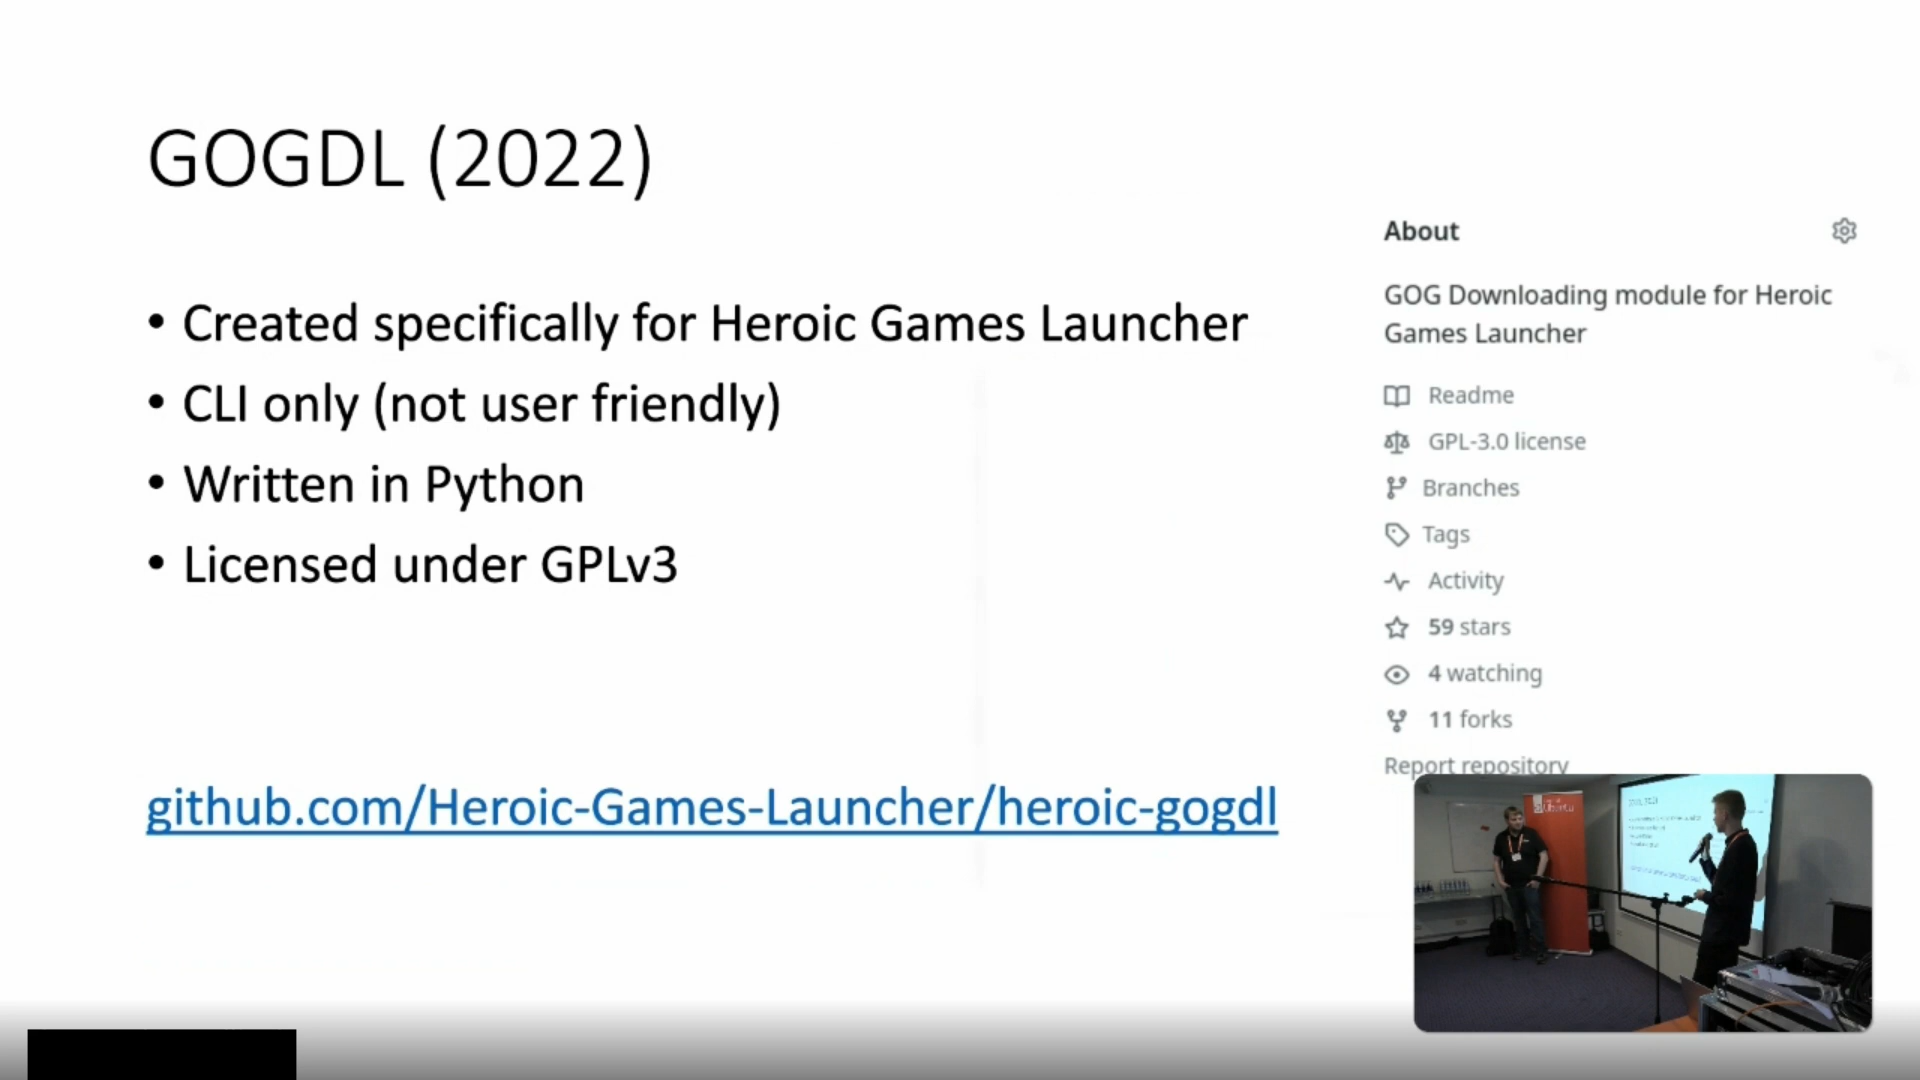 GOGDL (2022)
• Created specifically for Heroic Games Launcher
• CLI only (not user friendly)
• Written in Python
• Licensed under GPLv3
github.com/Heroic-Games-Launcher/heroic-gogdl
About
GOG Downloading module for Heroic
Games Launcher
Readme
GPL-3.0 license
Branches
Tags
Activity
59 stars
4 watching
11 forks
Report repository